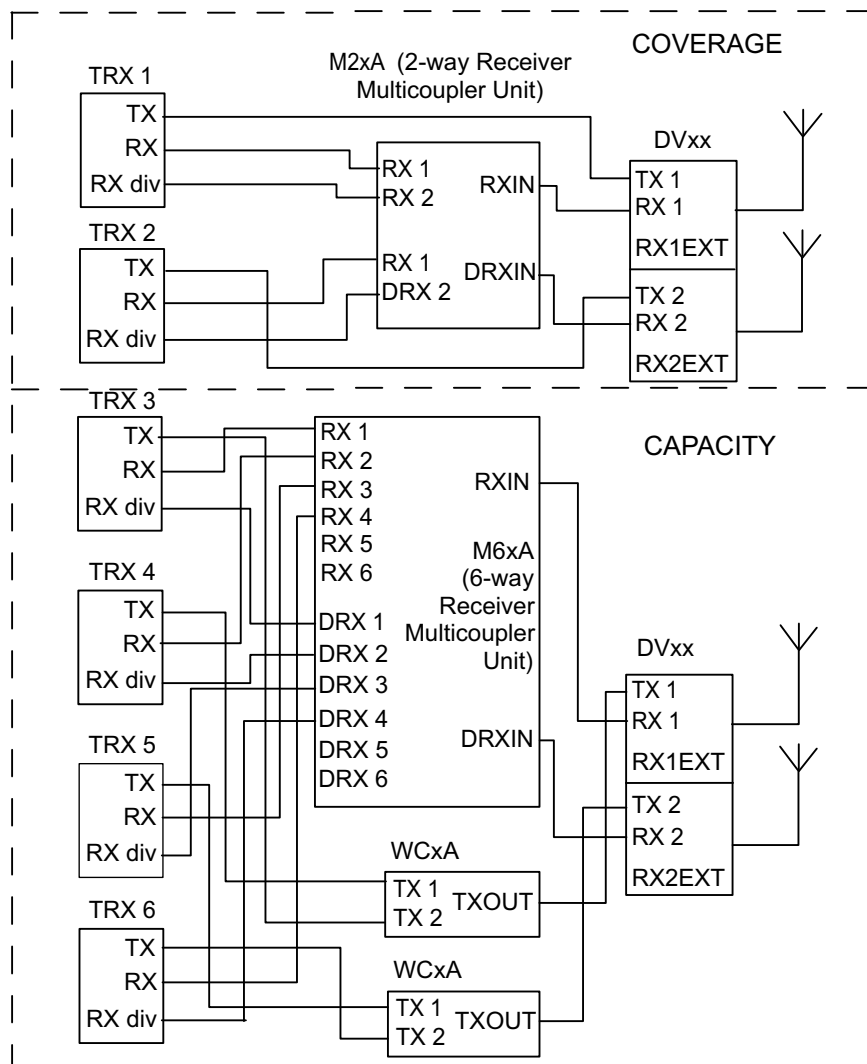 COVERAGE
M2xA (2-way Receiver
Multicoupler Unit)
TRX 1
TX
RX
RX div
TRX 2
TX
RX
RX div
RX 1
RX 2
RX 1
DRX 2
RXIN
DRXIN
DVxx
TX 1
RX 1
RX1EXT
TX 2
RX 2
RX2EXT
CAPACITY
TRX 3
TX
RX
RX div
TRX 4
TX
RX
RX div
TRX 5
TX
RX
RX div
TRX 6
TX
RX
RX div
RX 1
RX 2
RX 3
RX 4
RX 5
RX 6
DRX 1
DRX 2
DRX 3
DRX 4
DRX 5
DRX 6
RXIN
M6xA
(6-way
Receiver
Multicoupler
Unit)
DRXIN
DVxx
TX 1
RX 1
RX1EXT
TX 2
RX 2
RX2EXT
WCxA
TX 1
TX 2
TXOUT
WCxA
TX 1
TX 2
TXOUT